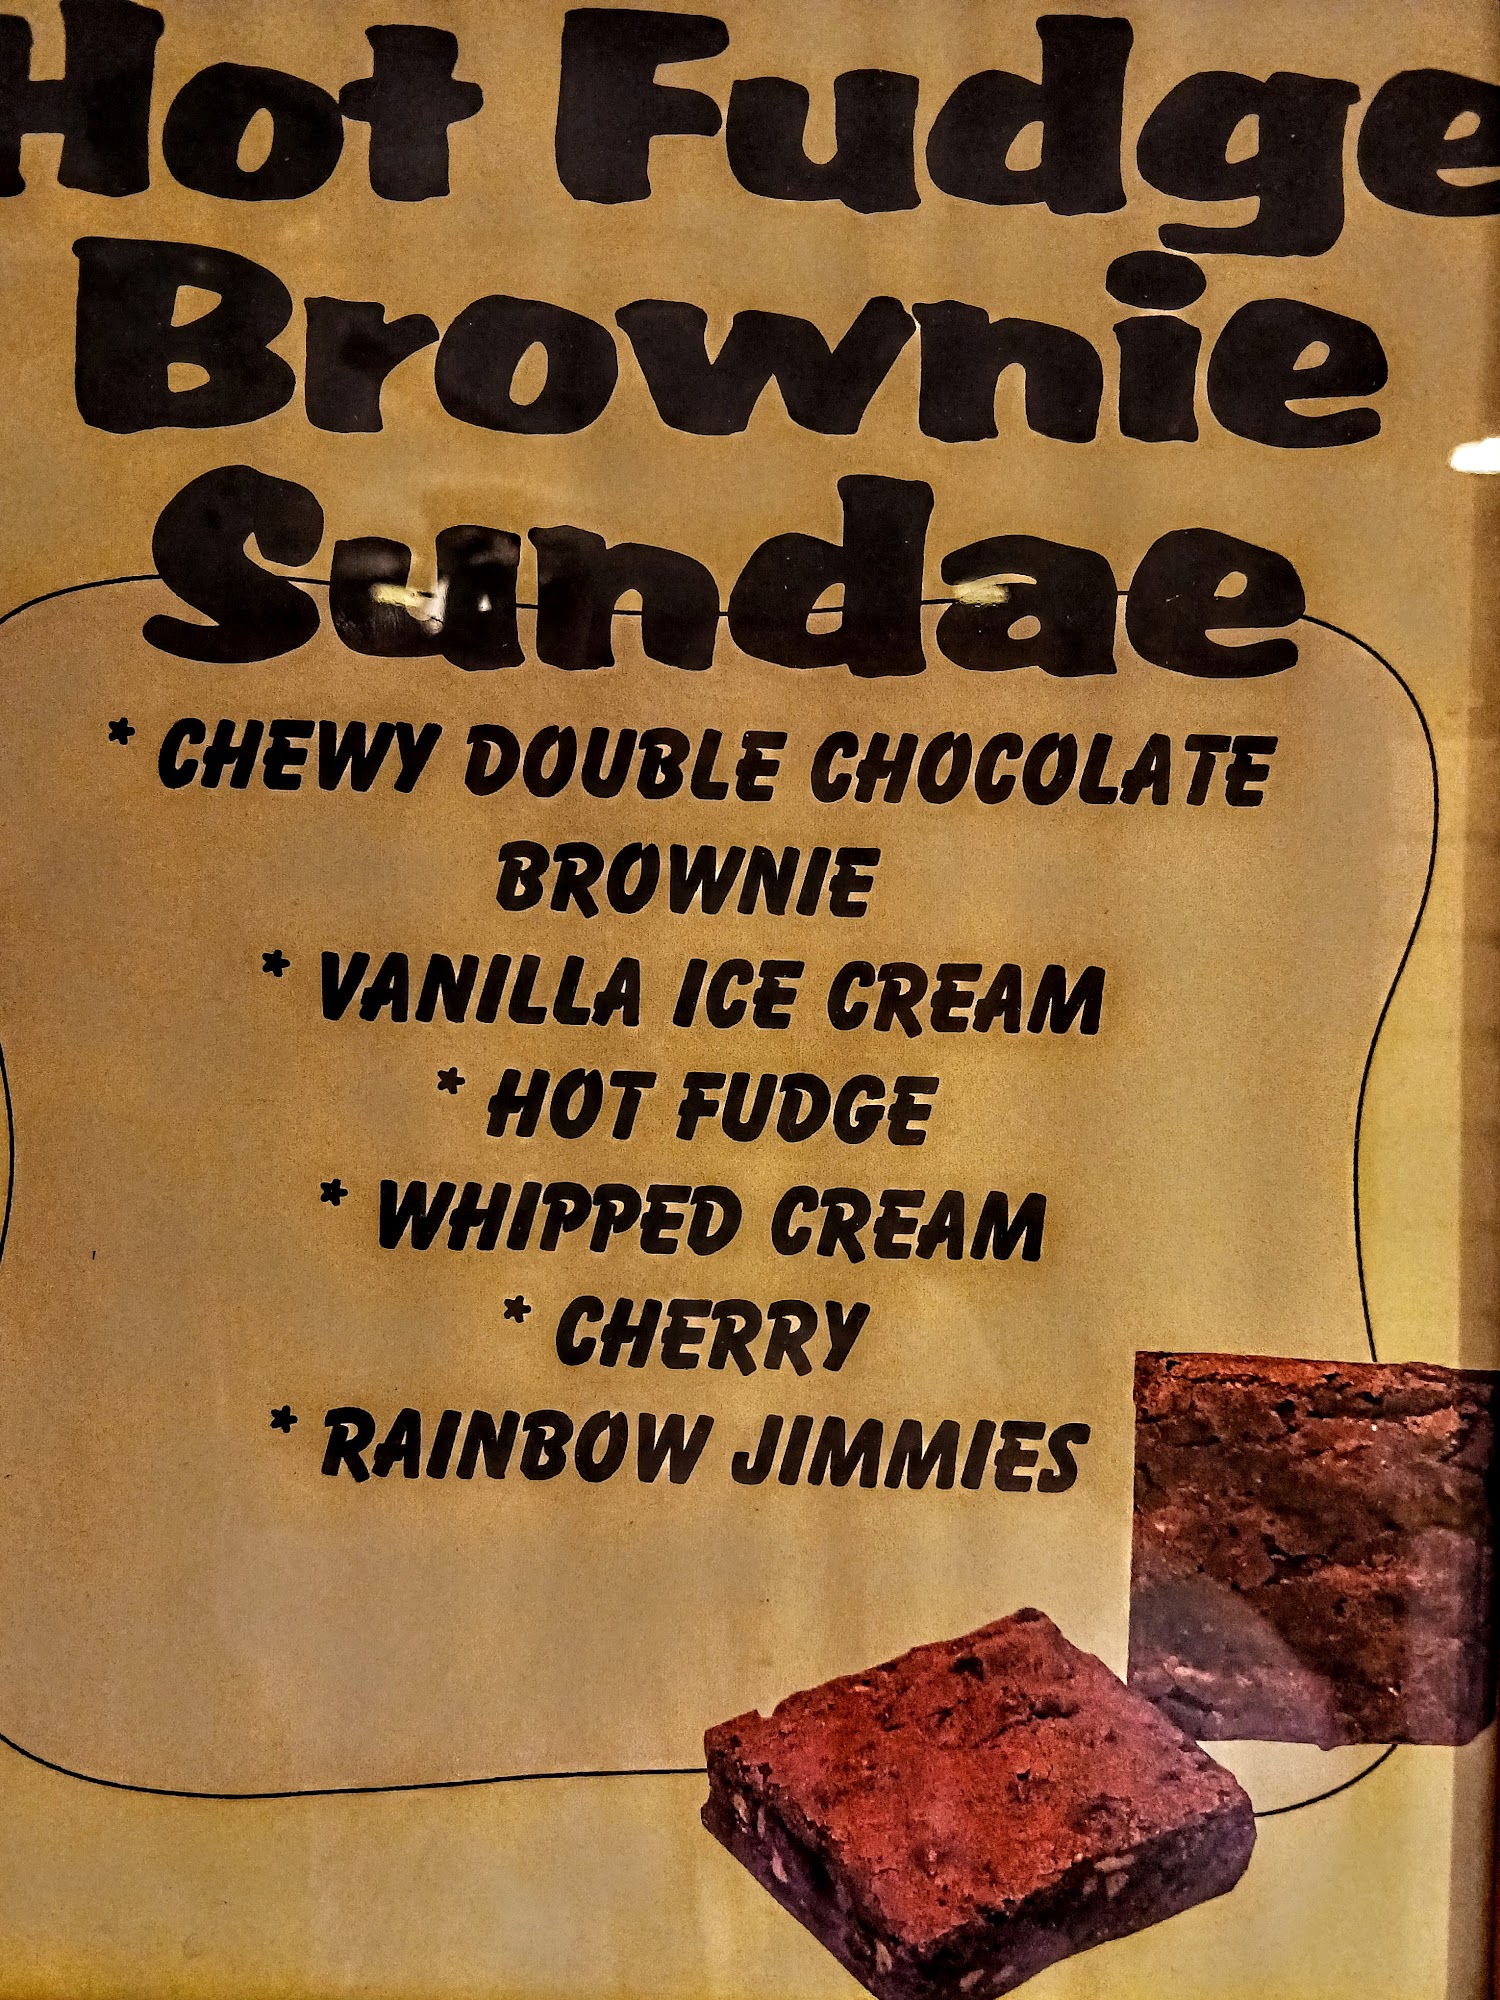 Hot Fudge
Brownie
Sundae
* CHEWY DOUBLE CHOCOLATE
BROWNIE
* VANILLA ICE CREAM
* HOT FUDGE
* WHIPPED CREAM
* CHERRY
* RAINBOW JIMMIES